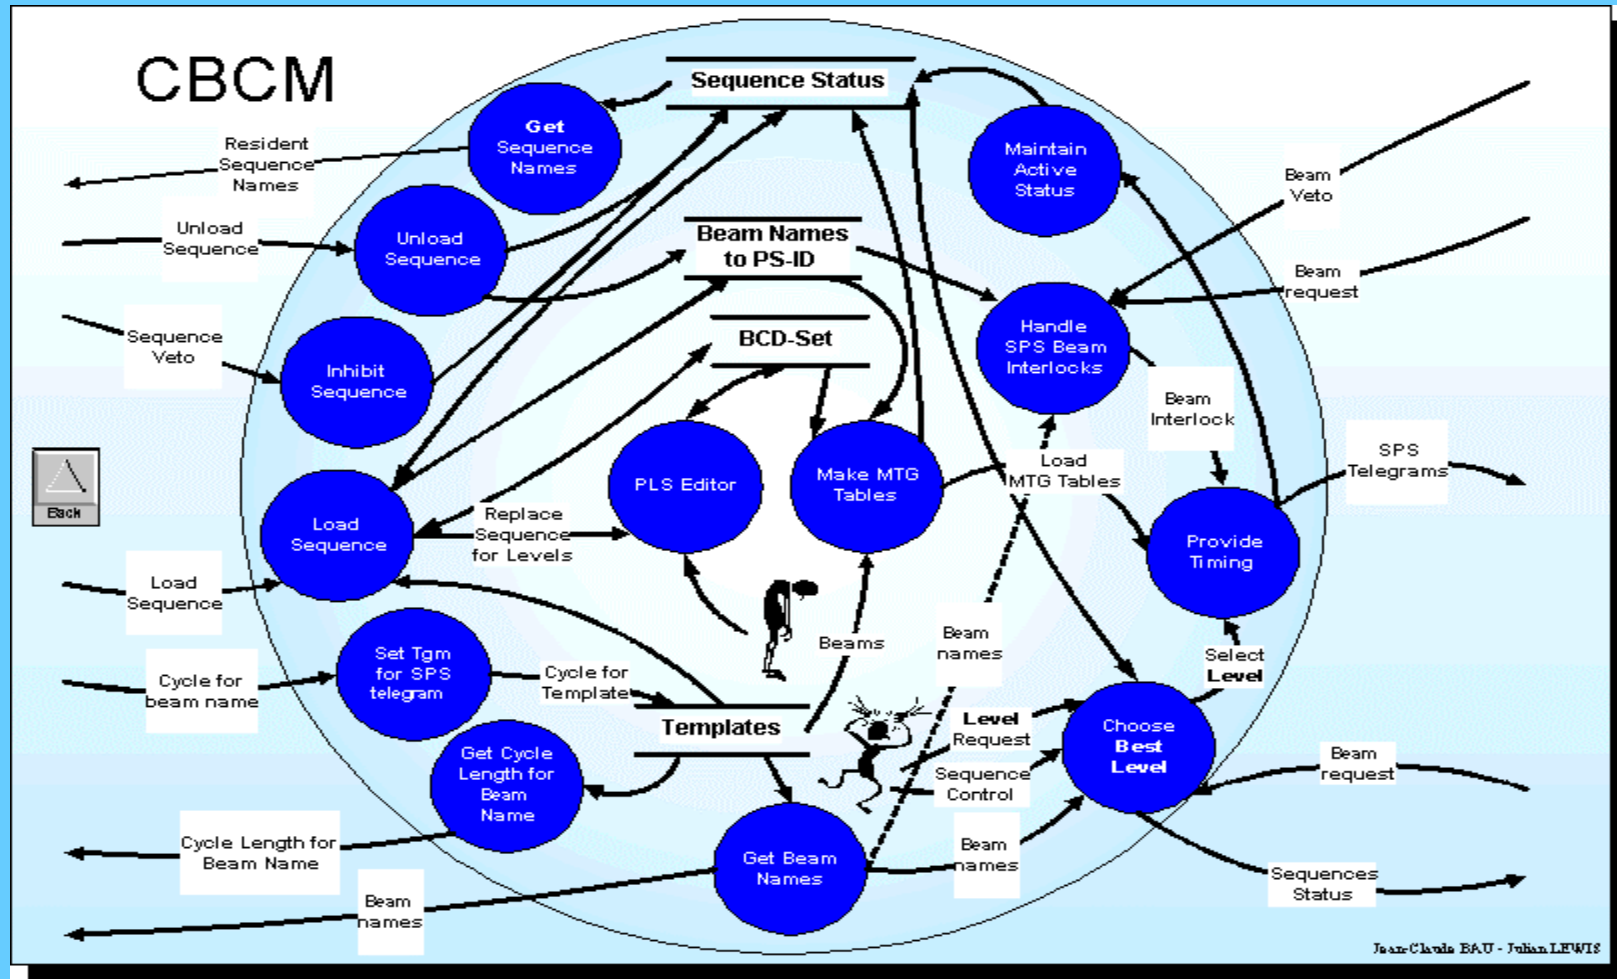 CBCM
Sequence Status
Get
Sequence
Names
Resident
Sequence
Names
Maintain
Active
Status
Beam
Veto
Unload
Sequence
Unload
Sequence
Beam Names
to PS-ID
Beam
request
Sequence
Veto
Inhibit
Sequence
BCD-Set
Handle
SPS Beam
Interlocks
Beam
Interlock
Back
Load
Sequence
Replace
Sequence
for Levels
PLS Editor
Make MTG
Tables
Load
MTG Tables
SPS
Telegrams
Provide
Timing
Load
Sequence
Set Tgm
for SPS
telegram
Cycle for
beam name
Cycle for
Template
Beams
Beam
names
Select
Level
Templates
Get Cycle
Length for
Beam
Name
Level
Request
Sequence
Control
Choose
Best
Level
Beam
request
Cycle Length for
Beam Name
Get Beam
Names
Beam
names
Beam
names
Sequences
Status
Jean-Claude BAU - Julian LEWIS